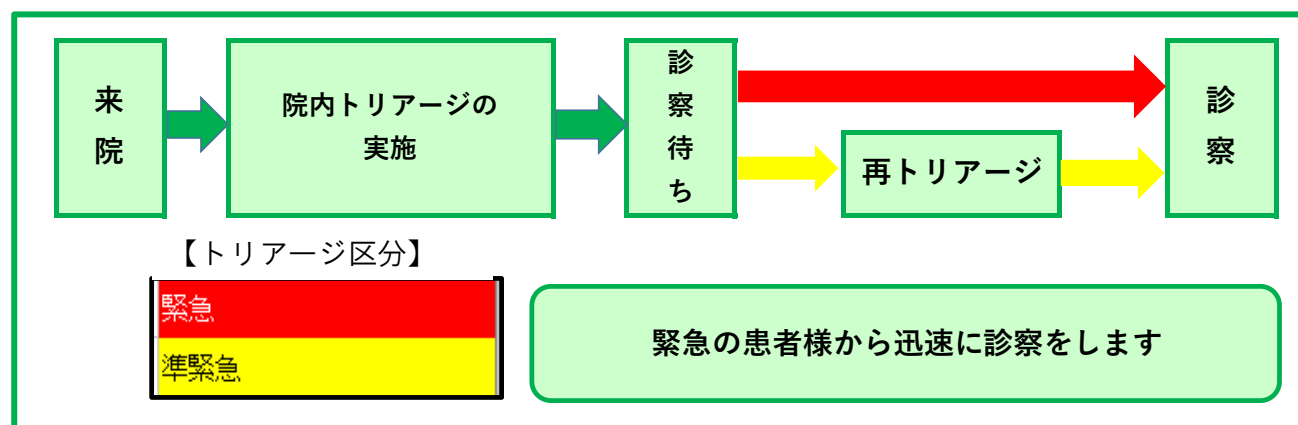 来院
院内トリアージの
実施
診察待ち
再トリアージ
診察
【トリアージ区分】
緊急
準緊急
緊急の患者様から迅速に診察をします